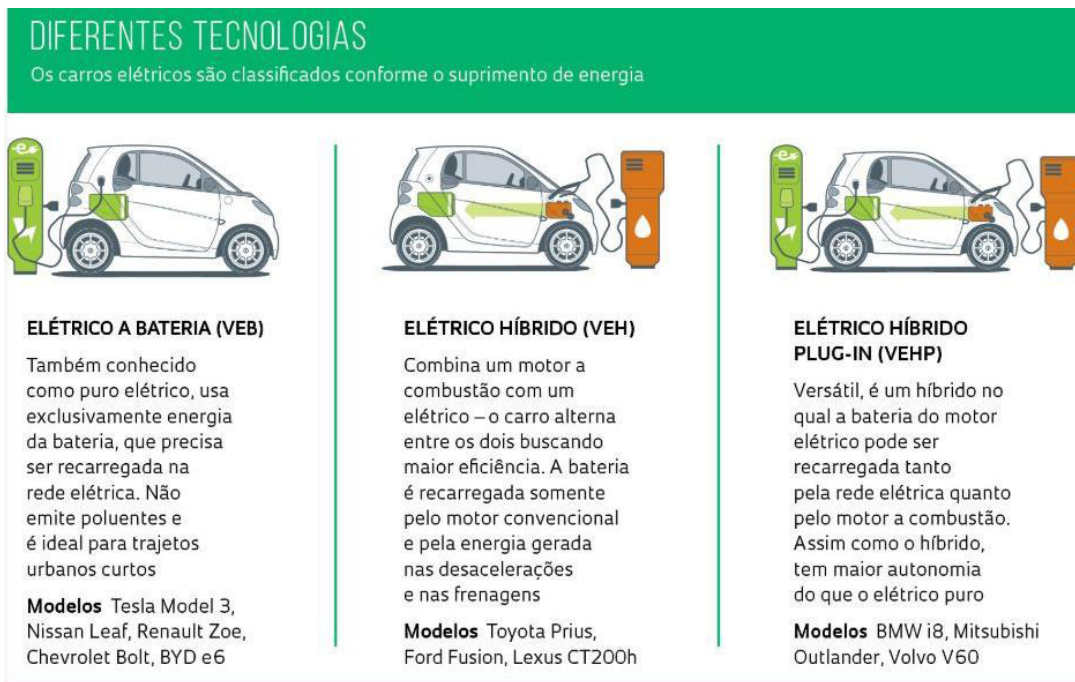 DIFERENTES TECNOLOGIAS
Os carros elétricos são classificados conforme o suprimento de energia
e
ELÉTRICO A BATERIA (VEB)
Também conhecido
como puro elétrico, usa
exclusivamente energia
da bateria, que precisa
ser recarregada na
rede elétrica. Não
emite poluentes e
é ideal para trajetos
urbanos curtos
Modelos Tesla Model 3,
Nissan Leaf, Renault Zoe,
Chevrolet Bolt, BYD e6
ELÉTRICO HÍBRIDO (VEH)
Combina um motor a
combustão com um
elétrico – o carro alterna
entre os dois buscando
maior eficiência. A bateria
é recarregada somente
pelo motor convencional
e pela energia gerada
nas desacelerações
e nas frenagens
Modelos Toyota Prius,
Ford Fusion, Lexus CT200h
e
ELÉTRICO HÍBRIDO
PLUG-IN (VEHP)
Versátil, é um híbrido no
qual a bateria do motor
elétrico pode ser
recarregada tanto
pela rede elétrica quanto
pelo motor a combustão.
Assim como o híbrido,
tem maior autonomia
do que o elétrico puro
Modelos BMW i8, Mitsubishi
Outlander, Volvo V60